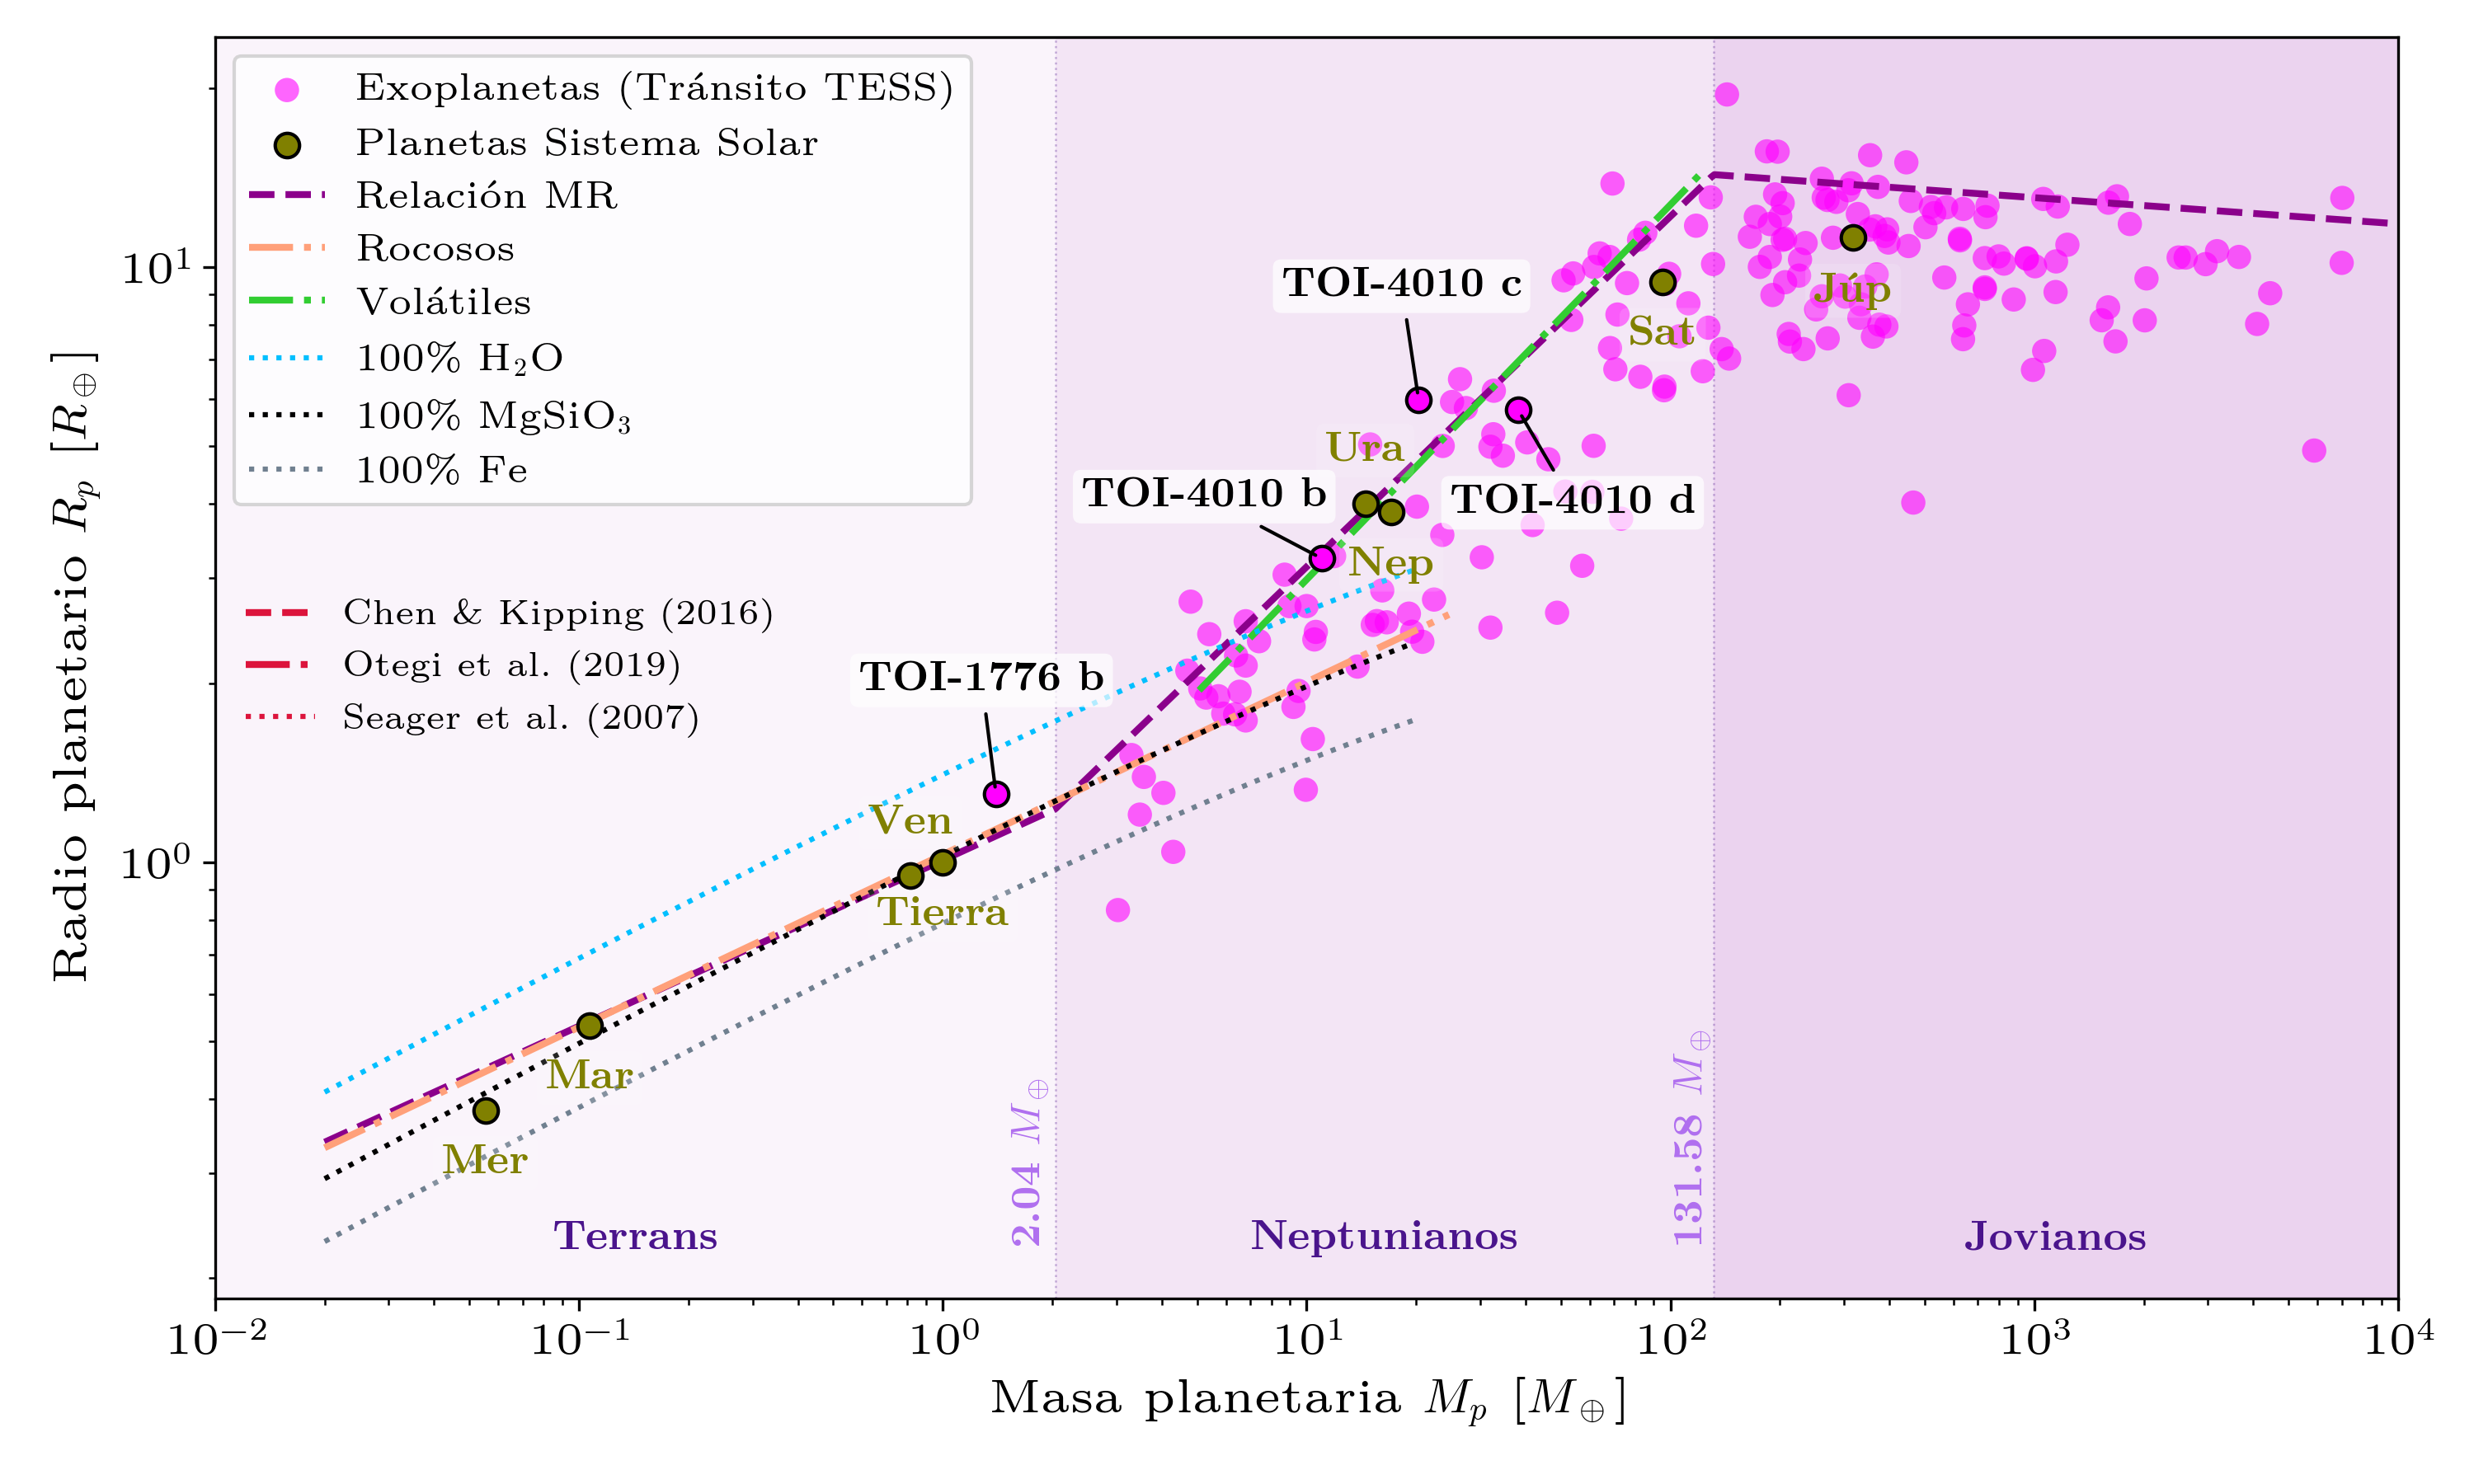 Exoplanetas (Tránsito TESS)
Planetas Sistema Solar
Relación MR
Rocosos
Volátiles
100% H₂O
100% MgSiO₃
100% Fe
Chen & Kipping (2016)
Otegi et al. (2019)
Seager et al. (2007)
TOI-4010 c
TOI-4010 b
TOI-4010 d
TOI-1776 b
Júp
Sat
Ura
Nep
Ven
Tierra
Mar
Mer
2.04 M⊕
131.58 M⊕
Terrans
Neptunianos
Jovianos
10¹
10⁰
Radio planetario Rₚ [R⊕]
10⁻² 10⁻¹ 10⁰ 10¹ 10² 10³ 10⁴
Masa planetaria Mₚ [M⊕]